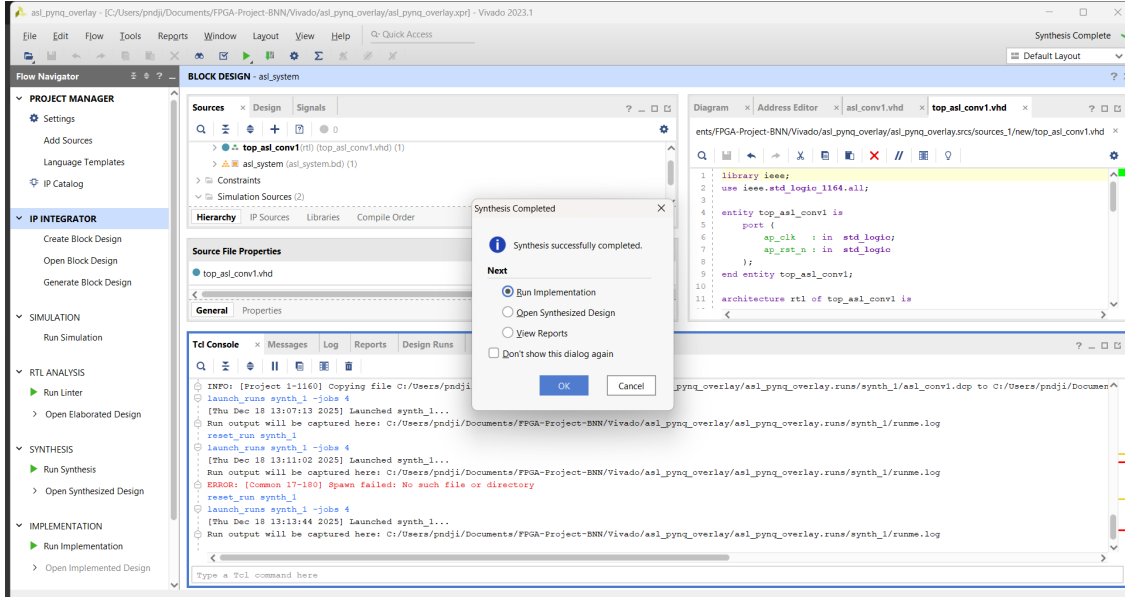 asl_pynq_overlay - [C:/Users/pndji/Documents/FPGA-Project-BNN/Vivado/asl_pynq_overlay/asl_pynq_overlay.xpr] - Vivado 2023.1
File Edit Flow Tools Reports Window Layout View Help Quick Access Synthesis Complete
Default Layout
Flow Navigator
BLOCK DESIGN - asl_system
PROJECT MANAGER
Settings
Add Sources
Language Templates
IP Catalog
IP INTEGRATOR
Create Block Design
Open Block Design
Generate Block Design
SIMULATION
Run Simulation
RTL ANALYSIS
Run Linter
Open Elaborated Design
SYNTHESIS
Run Synthesis
Open Synthesized Design
IMPLEMENTATION
Run Implementation
Open Implemented Design
Sources Design Signals
0
top_asl_conv1(rtl) (top_asl_conv1.vhd) (1)
asl_system (asl_system.bd) (1)
Constraints
Simulation Sources (2)
Hierarchy IP Sources Libraries Compile Order
Source File Properties
top_asl_conv1.vhd
General Properties
Diagram Address Editor asl_conv1.vhd top_asl_conv1.vhd
ents/FPGA-Project-BNN/Vivado/asl_pynq_overlay/asl_pynq_overlay.srcs/sources_1/new/top_asl_conv1.vhd
1 library ieee;
2 use ieee.std_logic_1164.all;
3
4 entity top_asl_conv1 is
5 port (
6 ap_clk : in std_logic;
7 ap_rst_n : in std_logic
8 );
9 end entity top_asl_conv1;
10
11 architecture rtl of top_asl_conv1 is
Synthesis Completed
Synthesis successfully completed.
Next
Run Implementation
Open Synthesized Design
View Reports
Don't show this dialog again
OK Cancel
Tcl Console Messages Log Reports Design Runs
INFO: [Project 1-1160] Copying file C:/Users/pndji pynq_overlay/asl_pynq_overlay.runs/synth_1/asl_conv1.dcp to C:/Users/pndji/Documen
launch_runs synth_1 -jobs 4
[Thu Dec 18 13:07:13 2025] Launched synth_1...
Run output will be captured here: C:/Users/pndji/Documents/FPGA-Project-BNN/Vivado/asl_pynq_overlay/asl_pynq_overlay.runs/synth_1/runme.log
reset_run synth_1
launch_runs synth_1 -jobs 4
[Thu Dec 18 13:11:02 2025] Launched synth_1...
Run output will be captured here: C:/Users/pndji/Documents/FPGA-Project-BNN/Vivado/asl_pynq_overlay/asl_pynq_overlay.runs/synth_1/runme.log
ERROR: [Common 17-180] Spawn failed: No such file or directory
reset_run synth_1
launch_runs synth_1 -jobs 4
[Thu Dec 18 13:13:44 2025] Launched synth_1...
Run output will be captured here: C:/Users/pndji/Documents/FPGA-Project-BNN/Vivado/asl_pynq_overlay/asl_pynq_overlay.runs/synth_1/runme.log
Type a Tcl command here